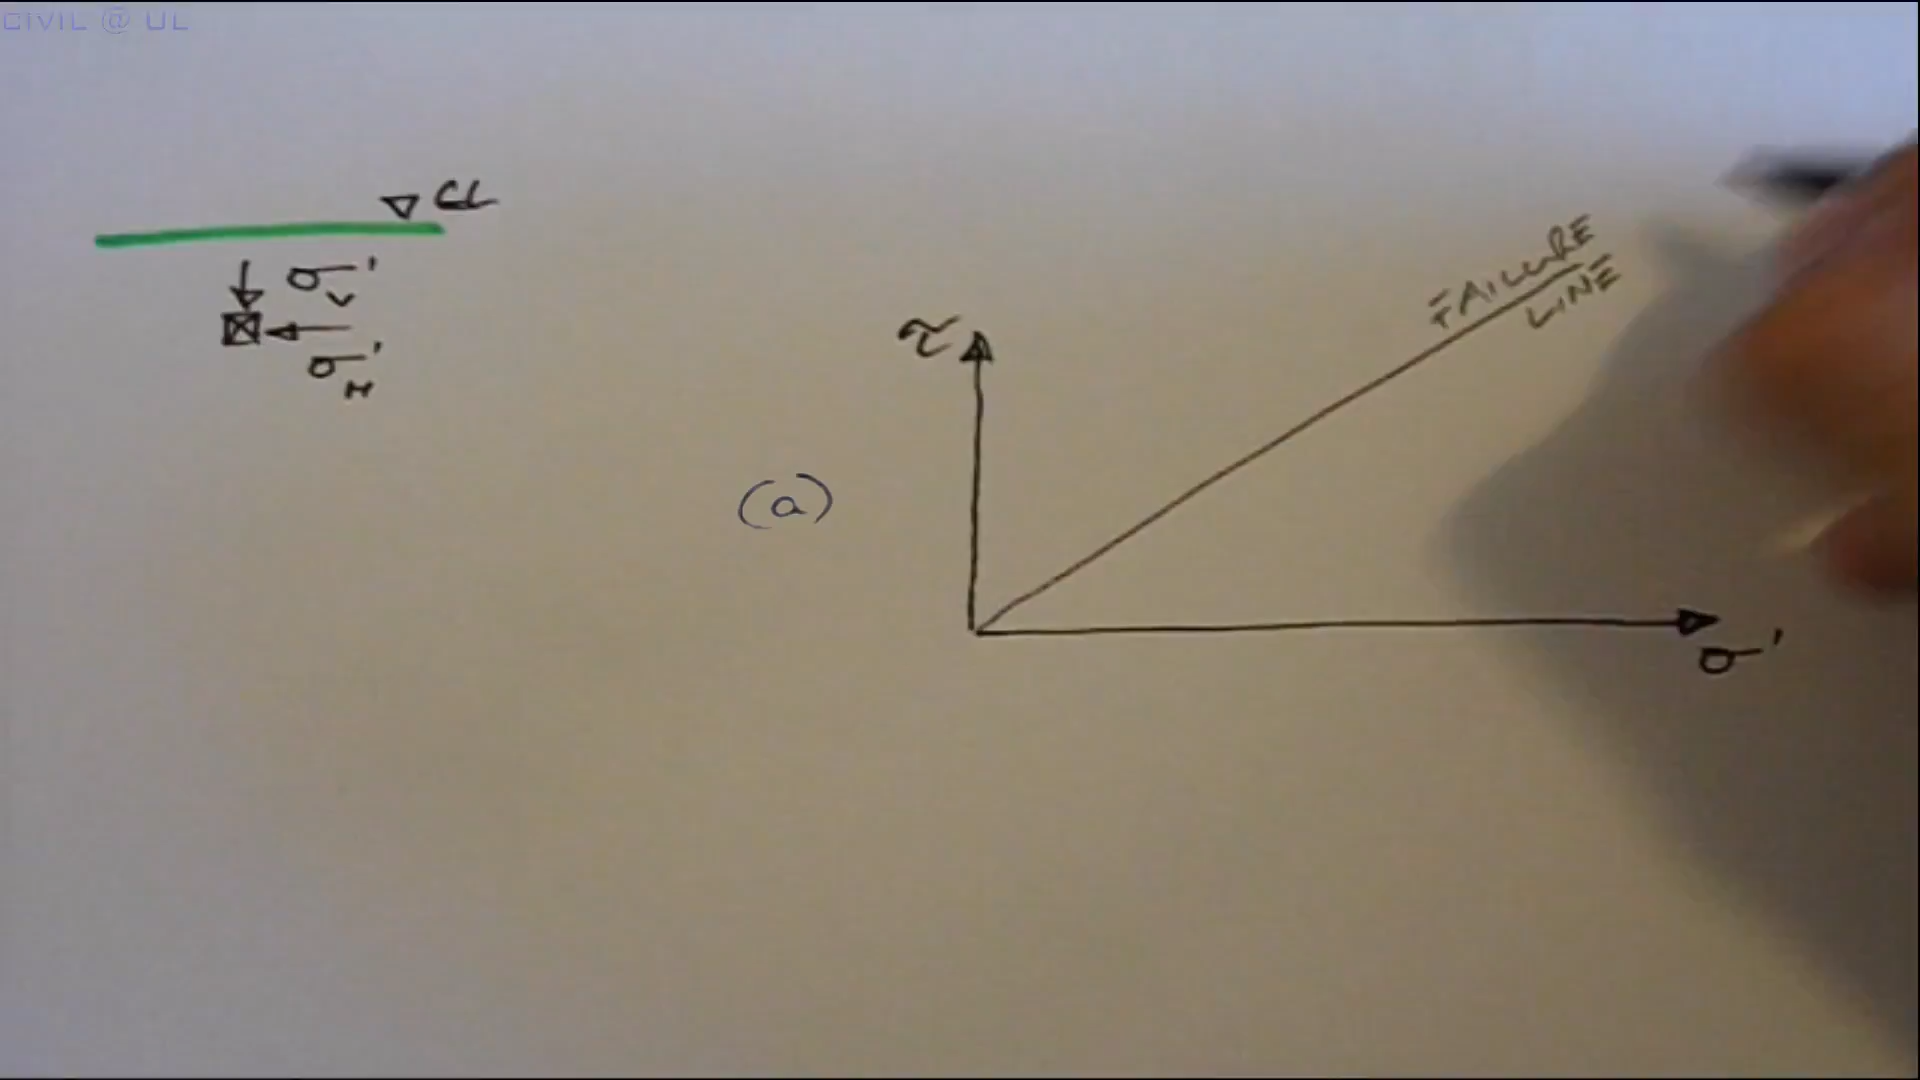 CIVIL @ UL
GL
σv'
σH'
τ
FAILURE
LINE
(a)
σ'